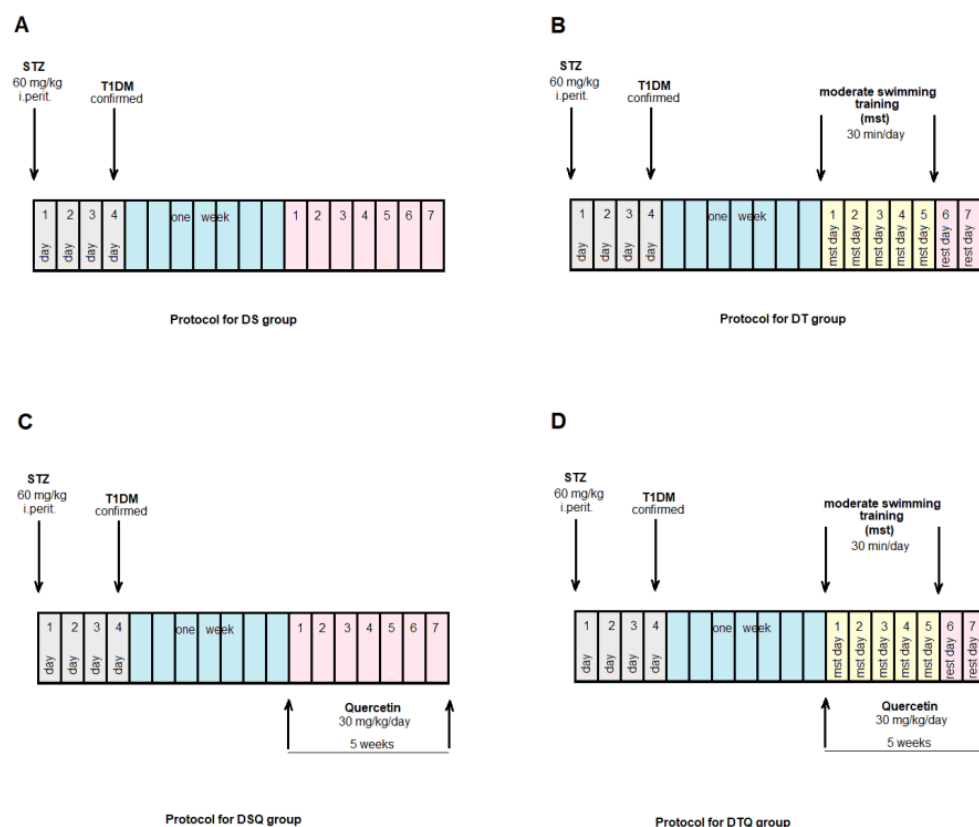 A
STZ
60 mg/kg
i.perit.
T1DM
confirmed
1 2 3 4 one week 1 2 3 4 5 6 7
day day day day
Protocol for DS group
B
STZ
60 mg/kg
i.perit.
T1DM
confirmed
moderate swimming
training
(mst)
30 min/day
1 2 3 4 one week 1 2 3 4 5 6 7
day day day day mst day mst day mst day mst day mst day rest day rest day
Protocol for DT group
C
STZ
60 mg/kg
i.perit.
T1DM
confirmed
1 2 3 4 one week 1 2 3 4 5 6 7
day day day day
Quercetin
30 mg/kg/day
5 weeks
Protocol for DSQ group
D
STZ
60 mg/kg
i.perit.
T1DM
confirmed
moderate swimming
training
(mst)
30 min/day
1 2 3 4 one week 1 2 3 4 5 6 7
day day day day mst day mst day mst day mst day mst day rest day rest day
Quercetin
30 mg/kg/day
5 weeks
Protocol for DTQ group